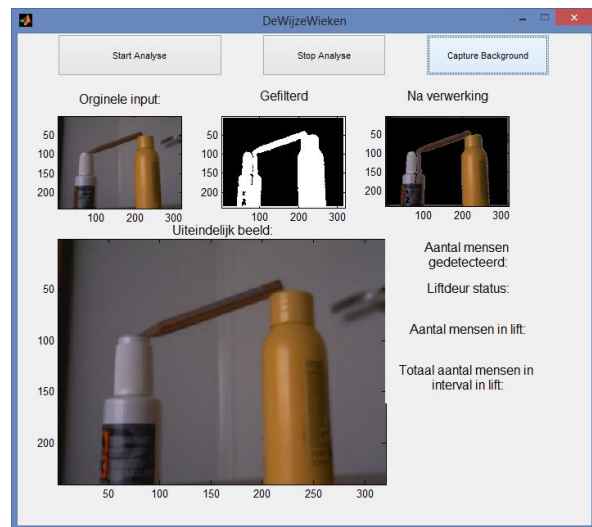 DeWijzeWieken
Start Analyse
Stop Analyse
Capture Background
Orginele input:
Gefilterd
Na verwerking
50
100
150
200
100
200
300
50
100
150
200
100
200
300
50
100
150
200
100
200
300
Uiteindelijk beeld:
50
100
150
200
50
100
150
200
250
300
Aantal mensen
gedetecteerd:
Liftdeur status:
Aantal mensen in lift:
Totaal aantal mensen in
interval in lift: